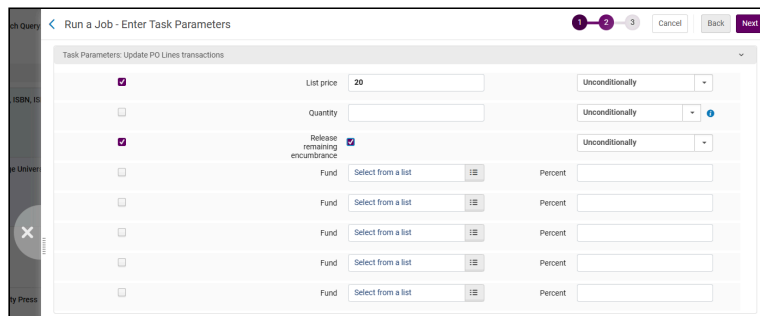 ch Query
Run a Job - Enter Task Parameters
1 2 3 Cancel Back Next
Task Parameters: Update PO Lines transactions
List price 20 Unconditionally
, ISBN, IS
Quantity Unconditionally
Release
remaining
encumbrance
Unconditionally
ge Univers
Fund Select from a list Percent
Fund Select from a list Percent
Fund Select from a list Percent
Fund Select from a list Percent
ty Press
Fund Select from a list Percent